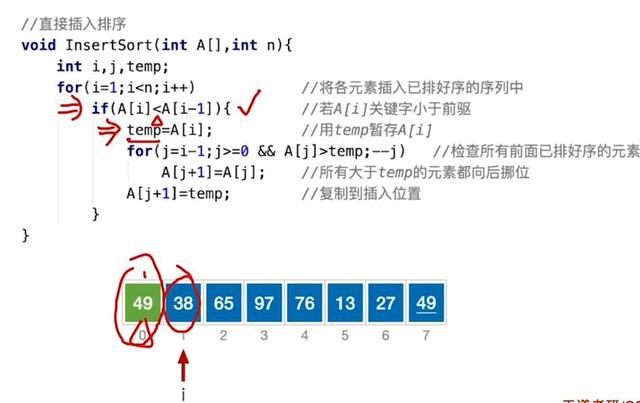 //直接插入排序
void InsertSort(int A[],int n){
int i,j,temp;
for(i=1;i<n;i++) //将各元素插入已排好序的序列中
if(A[i]<A[i-1]){ //若A[i]关键字小于前驱
temp=A[i]; //用temp暂存A[i]
for(j=i-1;j>=0 && A[j]>temp;--j) //检查所有前面已排好序的元素
A[j+1]=A[j]; //所有大于temp的元素都向后挪位
A[j+1]=temp; //复制到插入位置
}
}
49 38 65 97 76 13 27 49
0 1 2 3 4 5 6 7
i